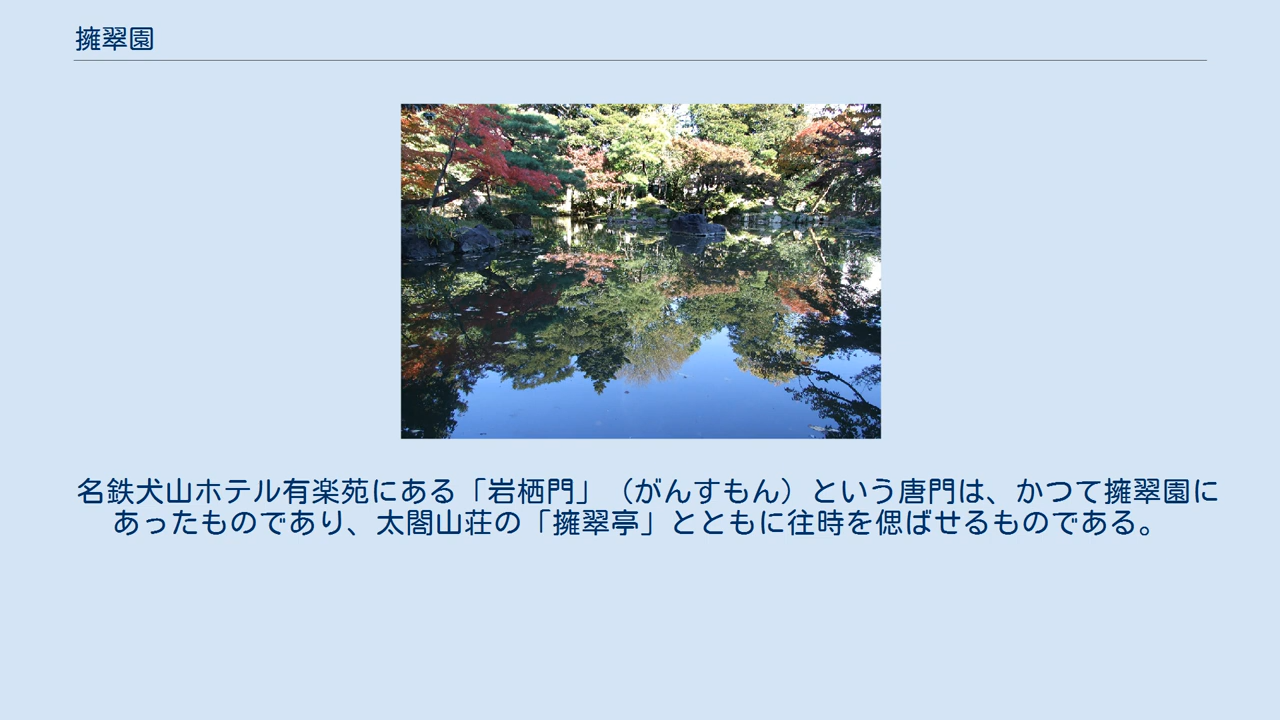 擁翠園
名鉄犬山ホテル有楽苑にある「岩栖門」（がんすもん）という唐門は、かつて擁翠園に
あったものであり、太閤山荘の「擁翠亭」とともに往時を偲ばせるものである。